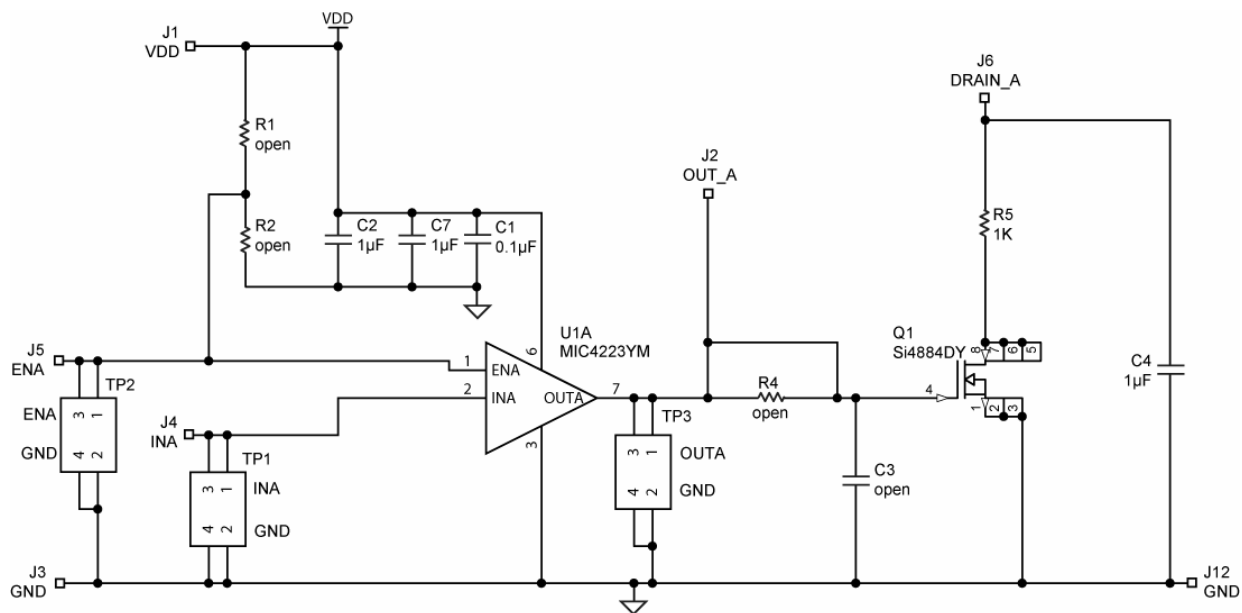 VDD
J1
VDD
R1
open
R2
open
C2
1µF
C7
1µF
C1
0.1µF
J6
DRAIN_A
J2
OUT_A
R5
1K
U1A
MIC4223YM
Q1
Si4884DY
8
7
6
5
C4
1µF
J5
ENA
TP2
ENA
3
1
GND
4
2
1
ENA
2
INA
OUTA
6
7
3
J4
INA
TP1
3
1
INA
4
2
GND
TP3
3
1
OUTA
4
2
GND
R4
open
4
1
2
3
C3
open
J3
GND
J12
GND